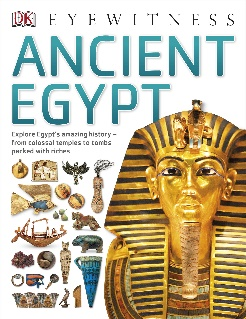 DK EYEWITNESS
ANCIENT
EGYPT
Explore Egypt's amazing history –
from colossal temples to tombs
packed with riches